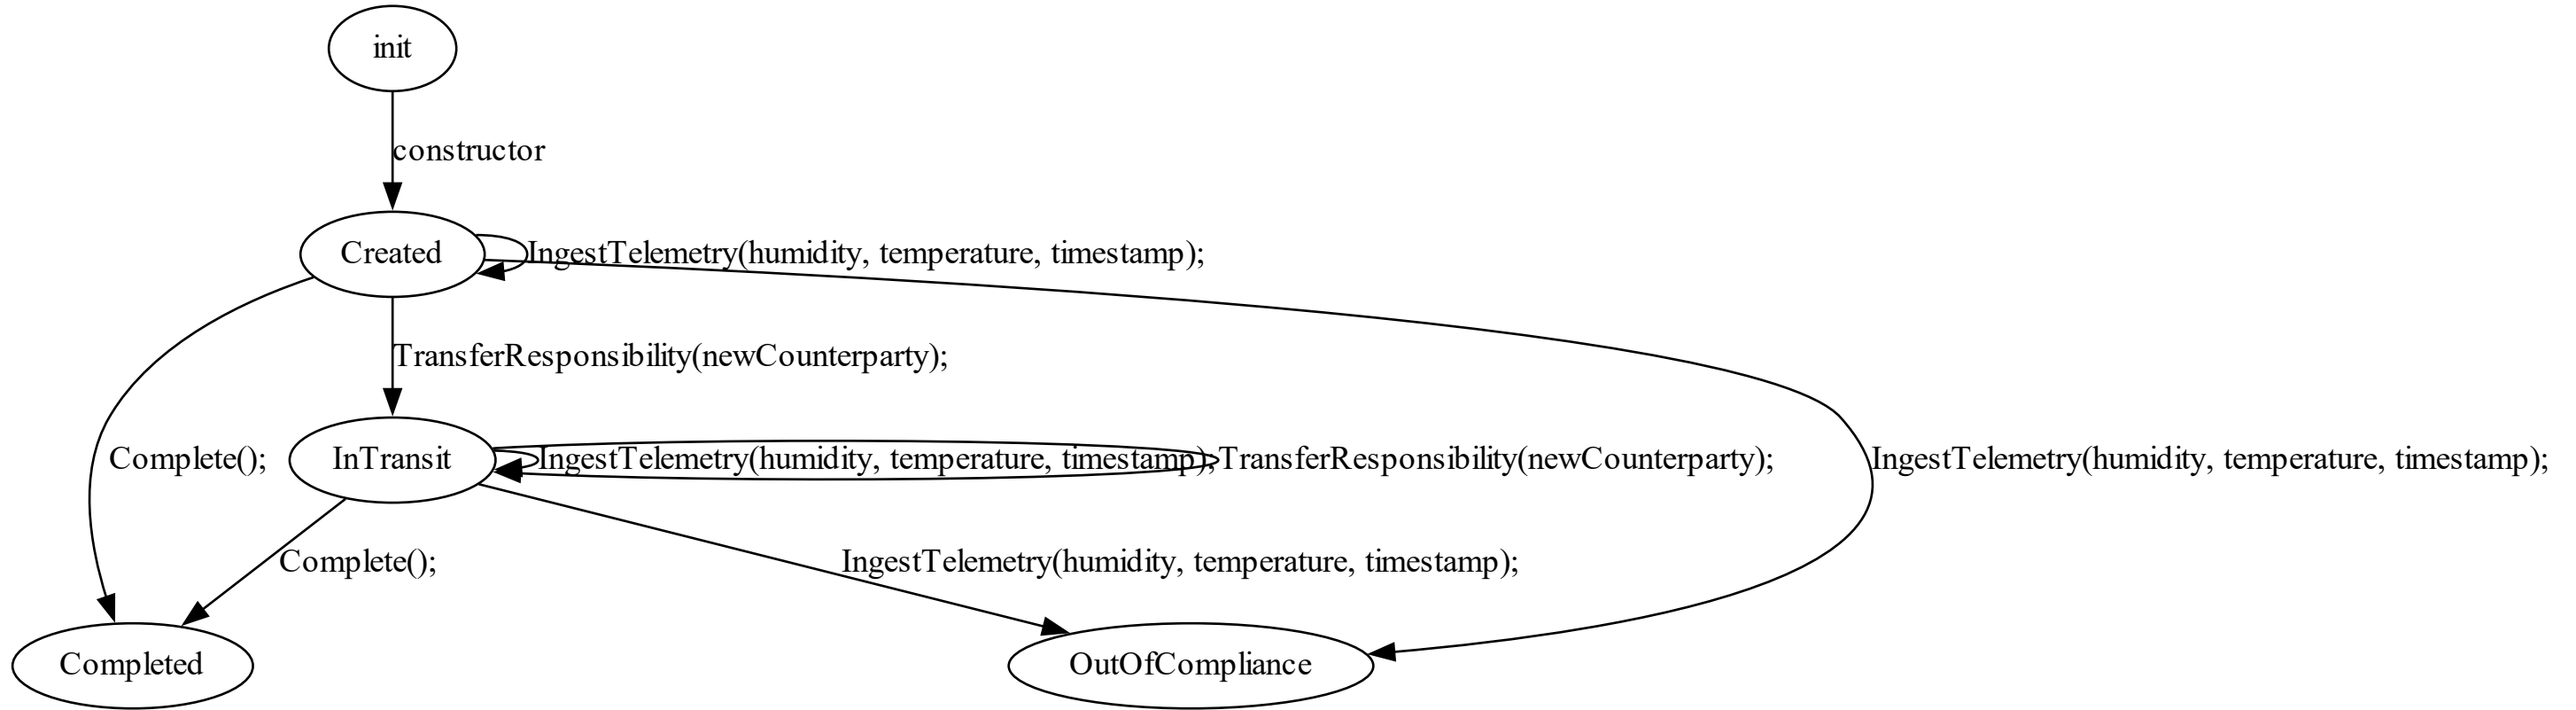 init
constructor
Created
IngestTelemetry(humidity, temperature, timestamp);
TransferResponsibility(newCounterparty);
Complete();
InTransit
IngestTelemetry(humidity, temperature, timestamp);
TransferResponsibility(newCounterparty);
IngestTelemetry(humidity, temperature, timestamp);
Complete();
IngestTelemetry(humidity, temperature, timestamp);
Completed
OutOfCompliance